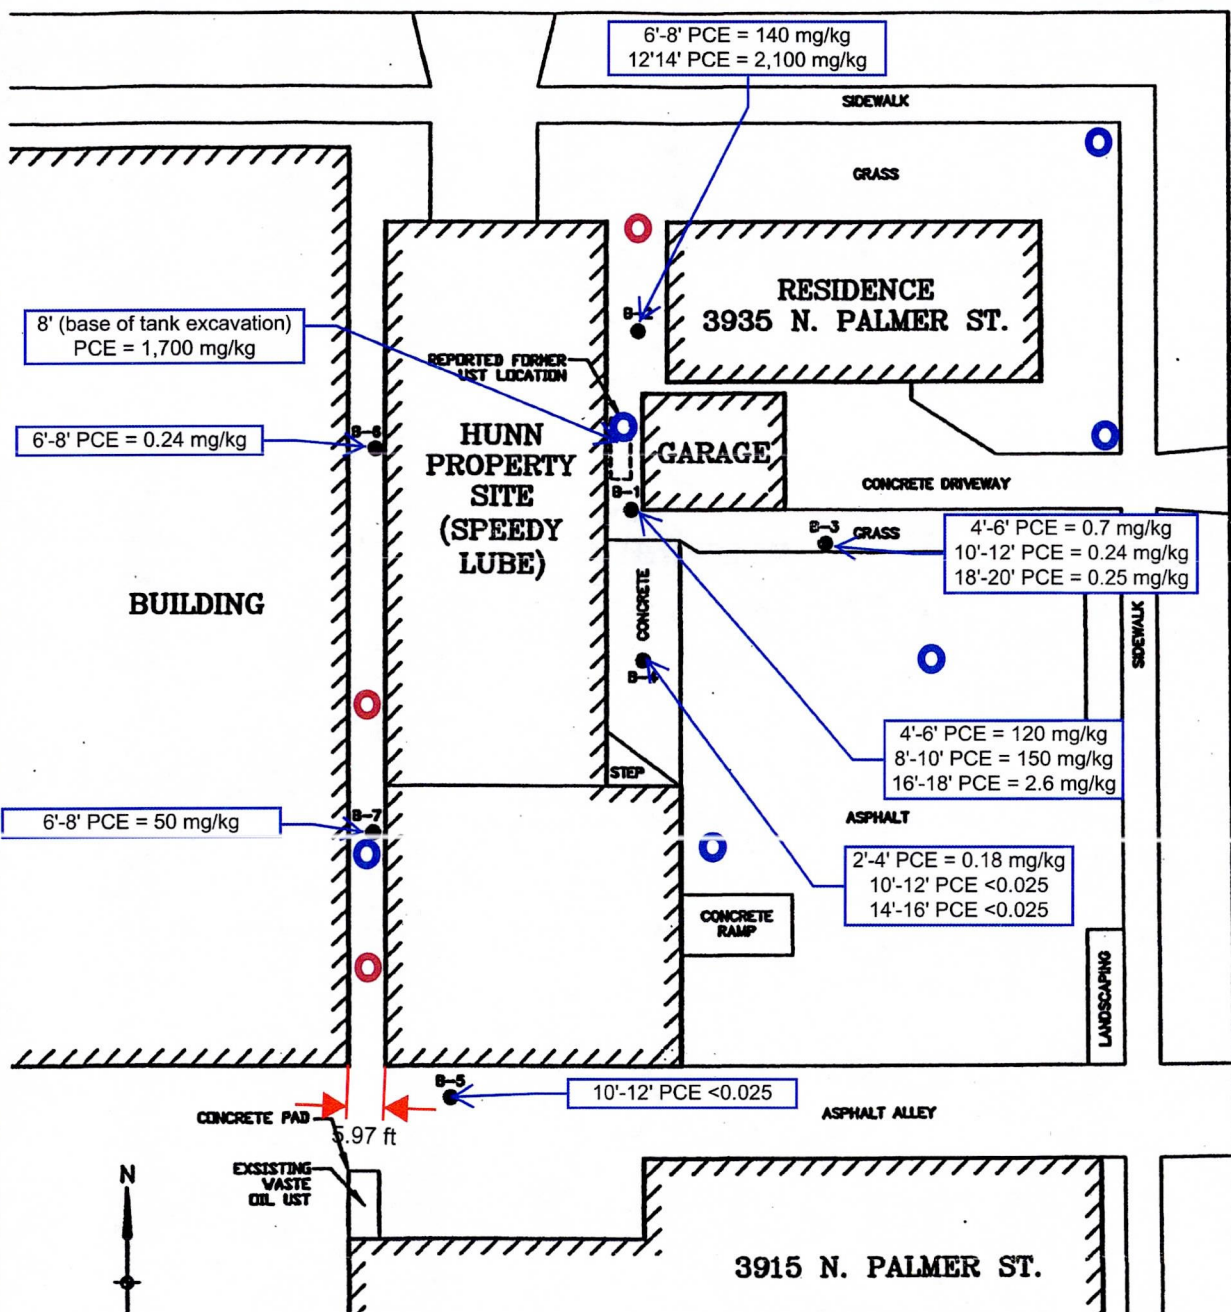 6'-8' PCE = 140 mg/kg
12'14' PCE = 2,100 mg/kg
SIDEWALK
GRASS
RESIDENCE
3935 N. PALMER ST.
B-2
8' (base of tank excavation)
PCE = 1,700 mg/kg
REPORTED FORMER
UST LOCATION
6'-8' PCE = 0.24 mg/kg
B-6
HUNN
PROPERTY
SITE
(SPEEDY
LUBE)
GARAGE
CONCRETE DRIVEWAY
B-1
B-3
GRASS
4'-6' PCE = 0.7 mg/kg
10'-12' PCE = 0.24 mg/kg
18'-20' PCE = 0.25 mg/kg
BUILDING
CONCRETE
SIDEWALK
B-4
4'-6' PCE = 120 mg/kg
8'-10' PCE = 150 mg/kg
16'-18' PCE = 2.6 mg/kg
STEP
6'-8' PCE = 50 mg/kg
B-7
ASPHALT
2'-4' PCE = 0.18 mg/kg
10'-12' PCE <0.025
14'-16' PCE <0.025
CONCRETE
RAMP
LANDSCAPING
B-5
10'-12' PCE <0.025
ASPHALT ALLEY
CONCRETE PAD
5.97 ft
EXSISTING
WASTE
OIL UST
N
3915 N. PALMER ST.